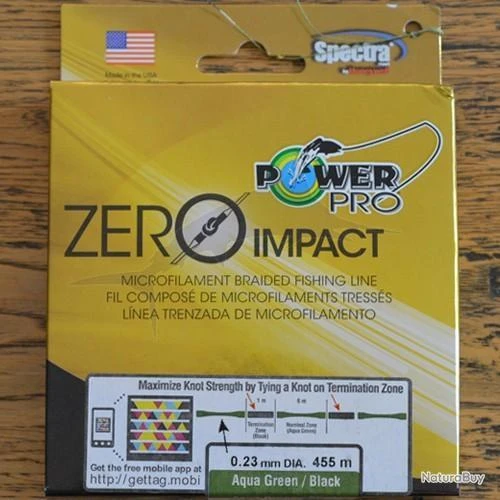 Made in the USA
Spectra
POWER
PRO
ZERO IMPACT
MICROFILAMENT BRAIDED FISHING LINE
FIL COMPOSÉ DE MICROFILAMENTS TRESSÉS
LÍNEA TRENZADA DE MICROFILAMENTO
Maximize Knot Strength by Tying a Knot on Termination Zone
1 m
6 m
Termination
Zone
(Black)
Nominal Zone
(Aqua Green)
Get the free mobile app at
http://gettag.mobi
0.23 mm DIA. 455 m
Aqua Green / Black
NaturaBuy